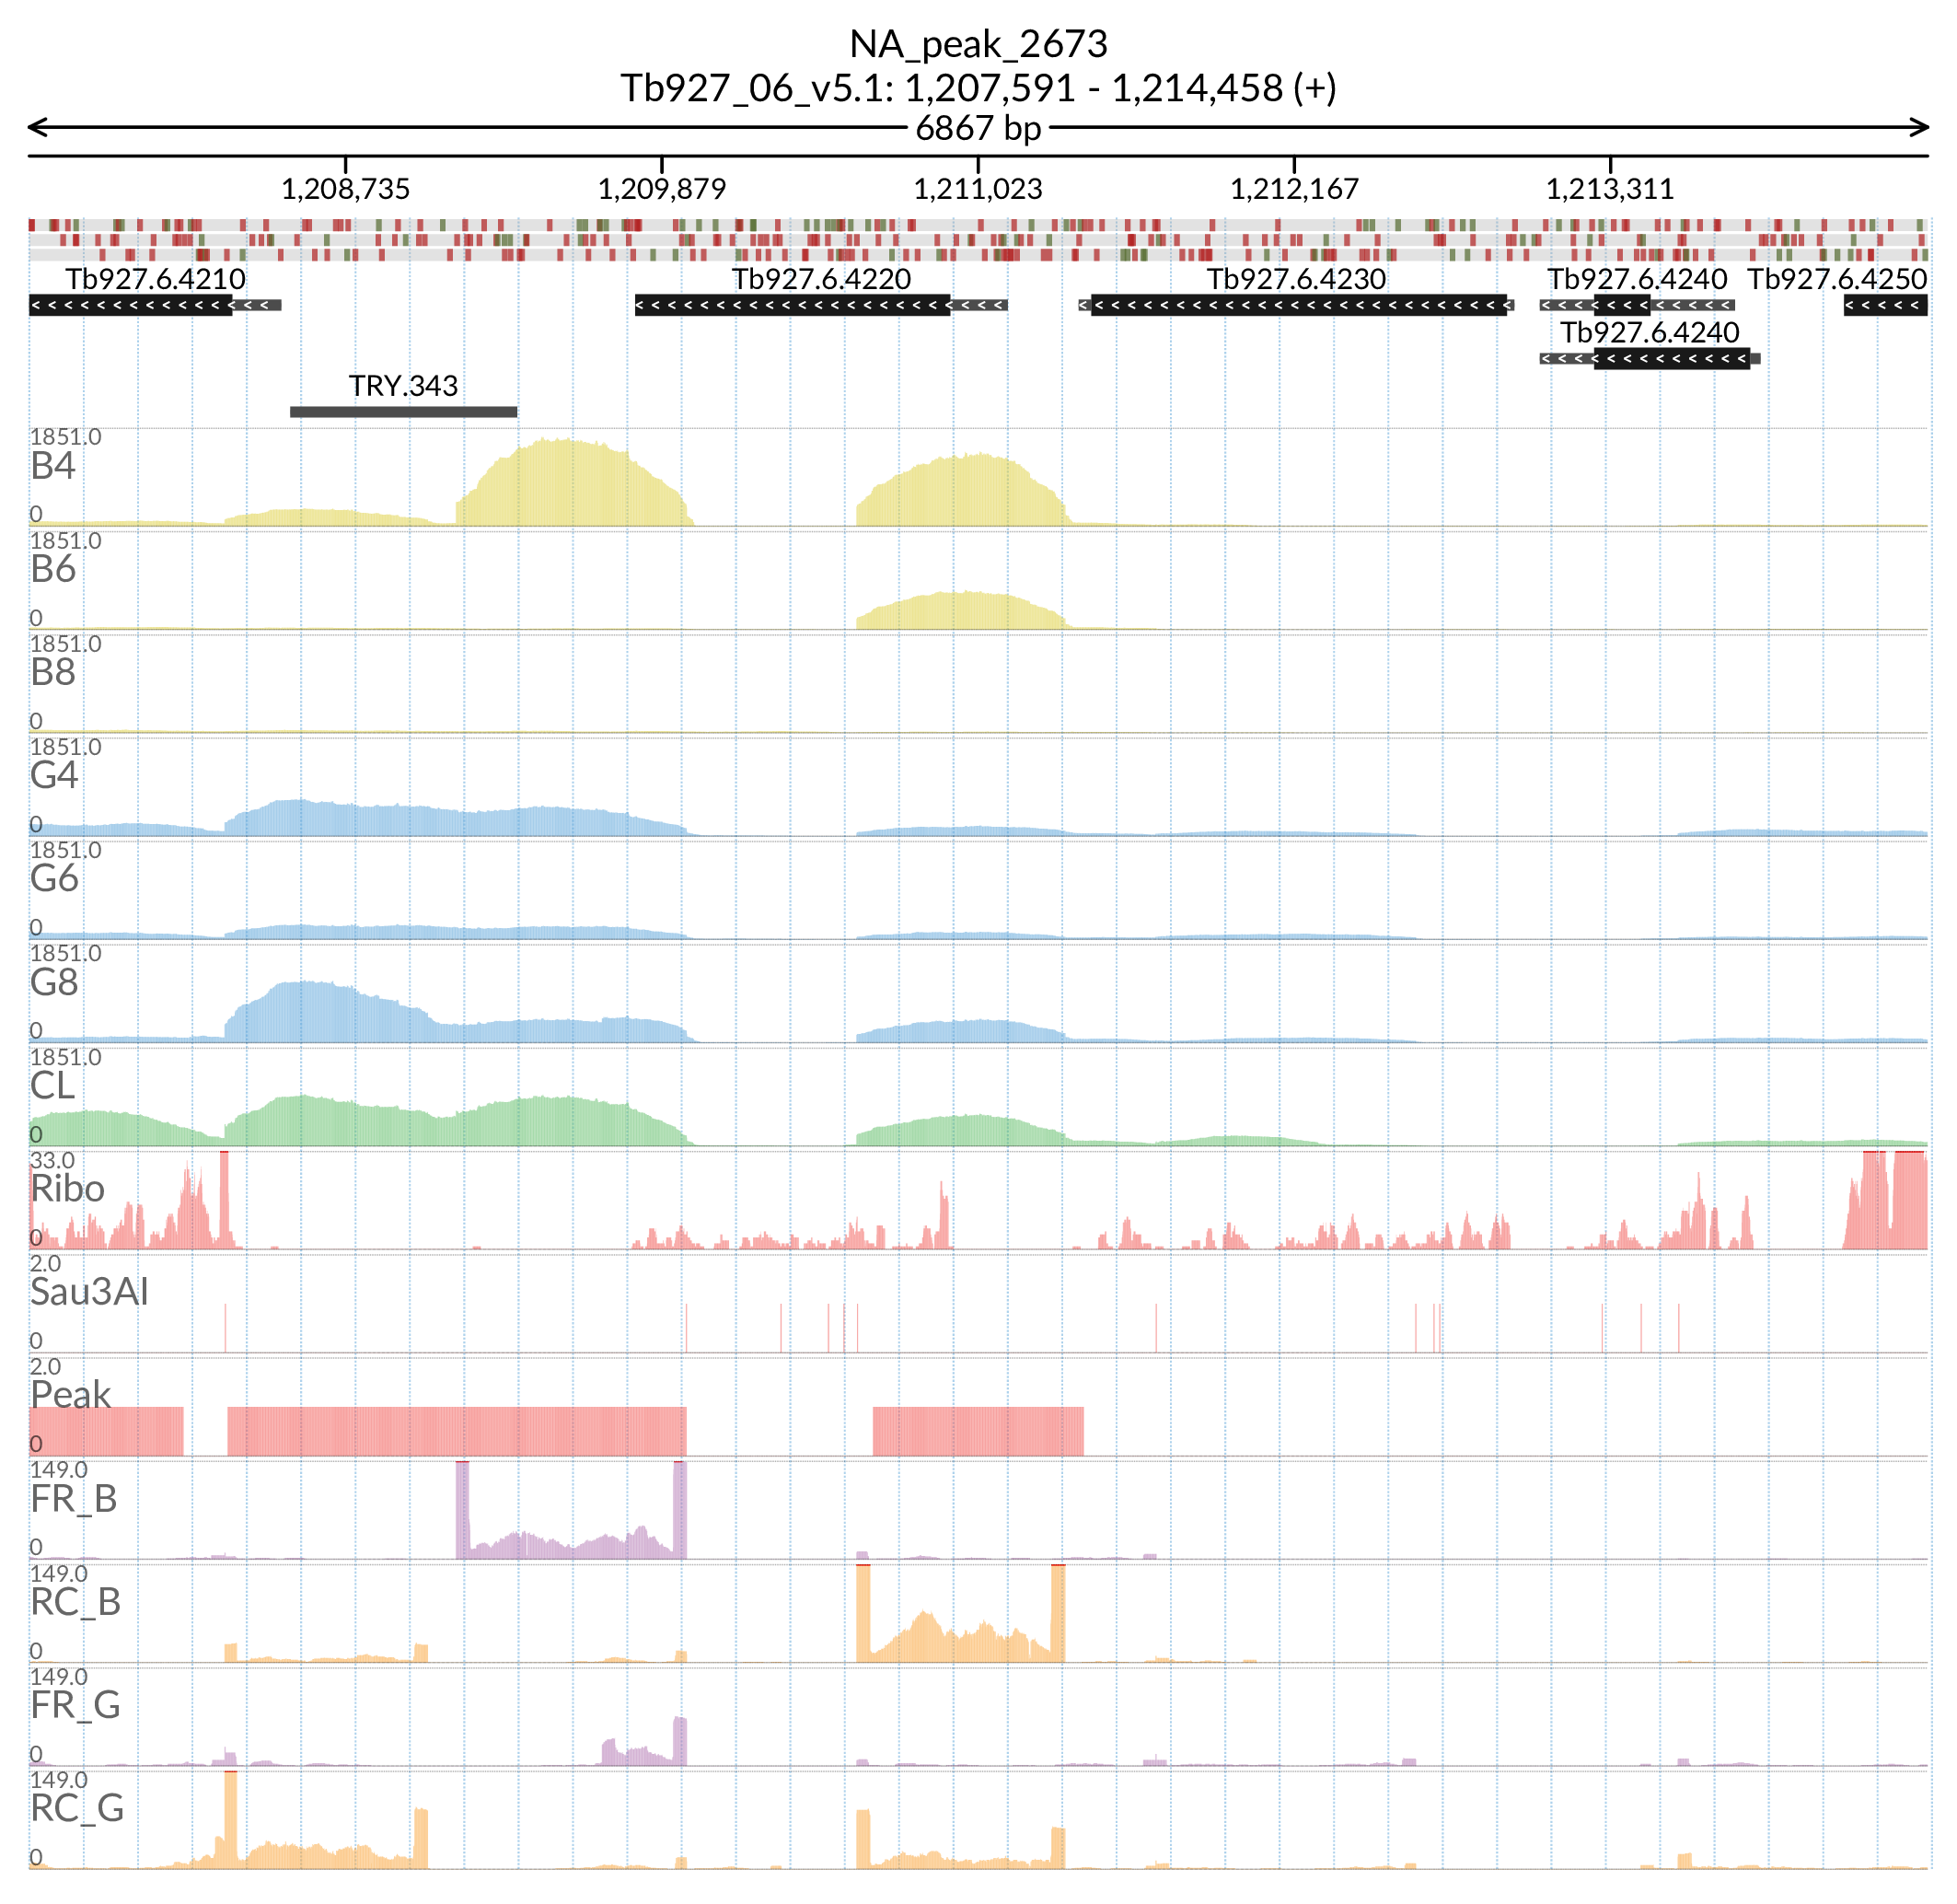 NA_peak_2673
Tb927_06_v5.1: 1,207,591 - 1,214,458 (+)
6867 bp
1,208,735 1,209,879 1,211,023 1,212,167 1,213,311
Tb927.6.4210 Tb927.6.4220 Tb927.6.4230 Tb927.6.4240 Tb927.6.4250
Tb927.6.4240
TRY.343
1851.0
B4
0
1851.0
B6
0
1851.0
B8
0
1851.0
G4
0
1851.0
G6
0
1851.0
G8
0
1851.0
CL
0
33.0
Ribo
0
2.0
Sau3AI
0
2.0
Peak
0
149.0
FR_B
0
149.0
RC_B
0
149.0
FR_G
0
149.0
RC_G
0